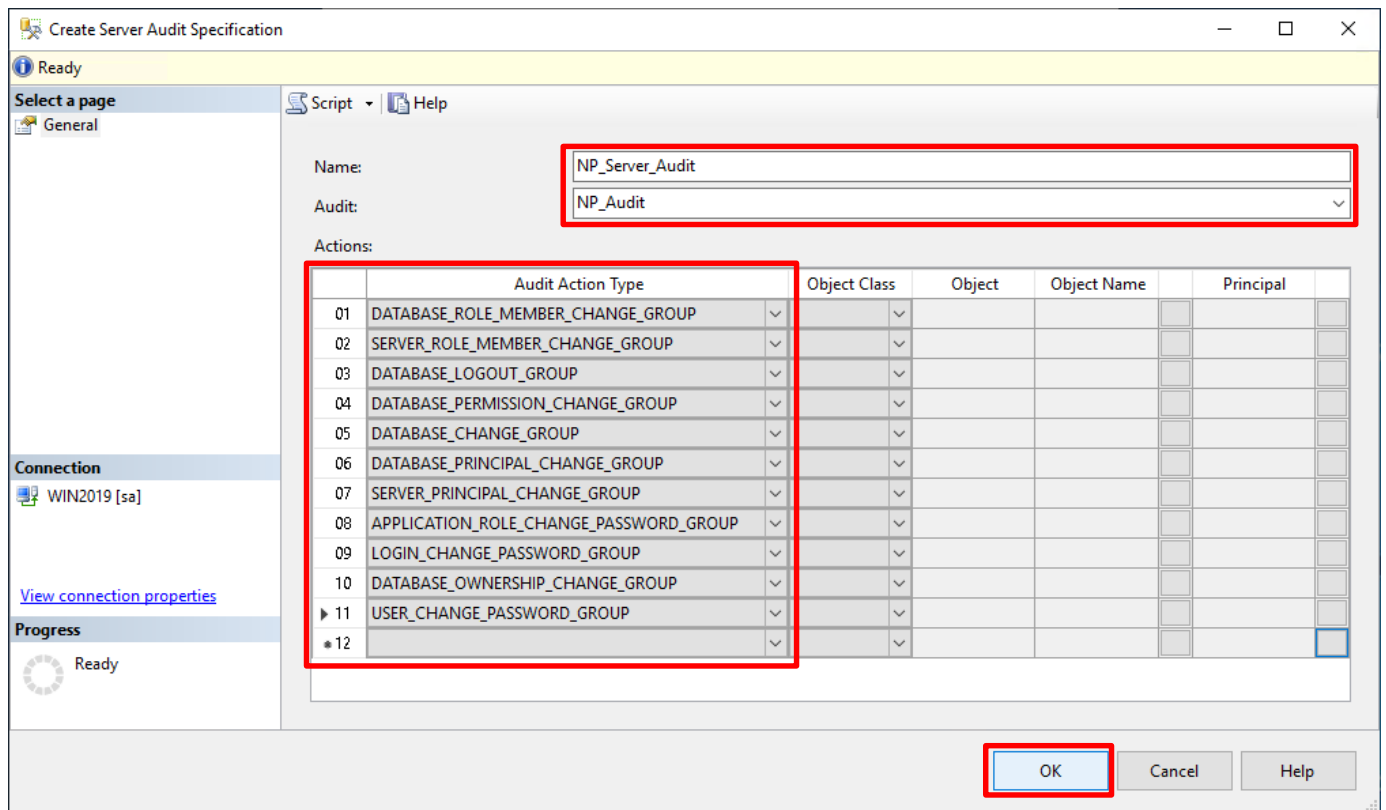 Create Server Audit Specification
Ready
Select a page
General
Script
Help
Name:
NP_Server_Audit
Audit:
NP_Audit
Actions:
Audit Action Type Object Class Object Object Name Principal
01 DATABASE_ROLE_MEMBER_CHANGE_GROUP
02 SERVER_ROLE_MEMBER_CHANGE_GROUP
03 DATABASE_LOGOUT_GROUP
04 DATABASE_PERMISSION_CHANGE_GROUP
05 DATABASE_CHANGE_GROUP
06 DATABASE_PRINCIPAL_CHANGE_GROUP
07 SERVER_PRINCIPAL_CHANGE_GROUP
08 APPLICATION_ROLE_CHANGE_PASSWORD_GROUP
09 LOGIN_CHANGE_PASSWORD_GROUP
10 DATABASE_OWNERSHIP_CHANGE_GROUP
11 USER_CHANGE_PASSWORD_GROUP
12
Connection
WIN2019 [sa]
View connection properties
Progress
Ready
OK Cancel Help